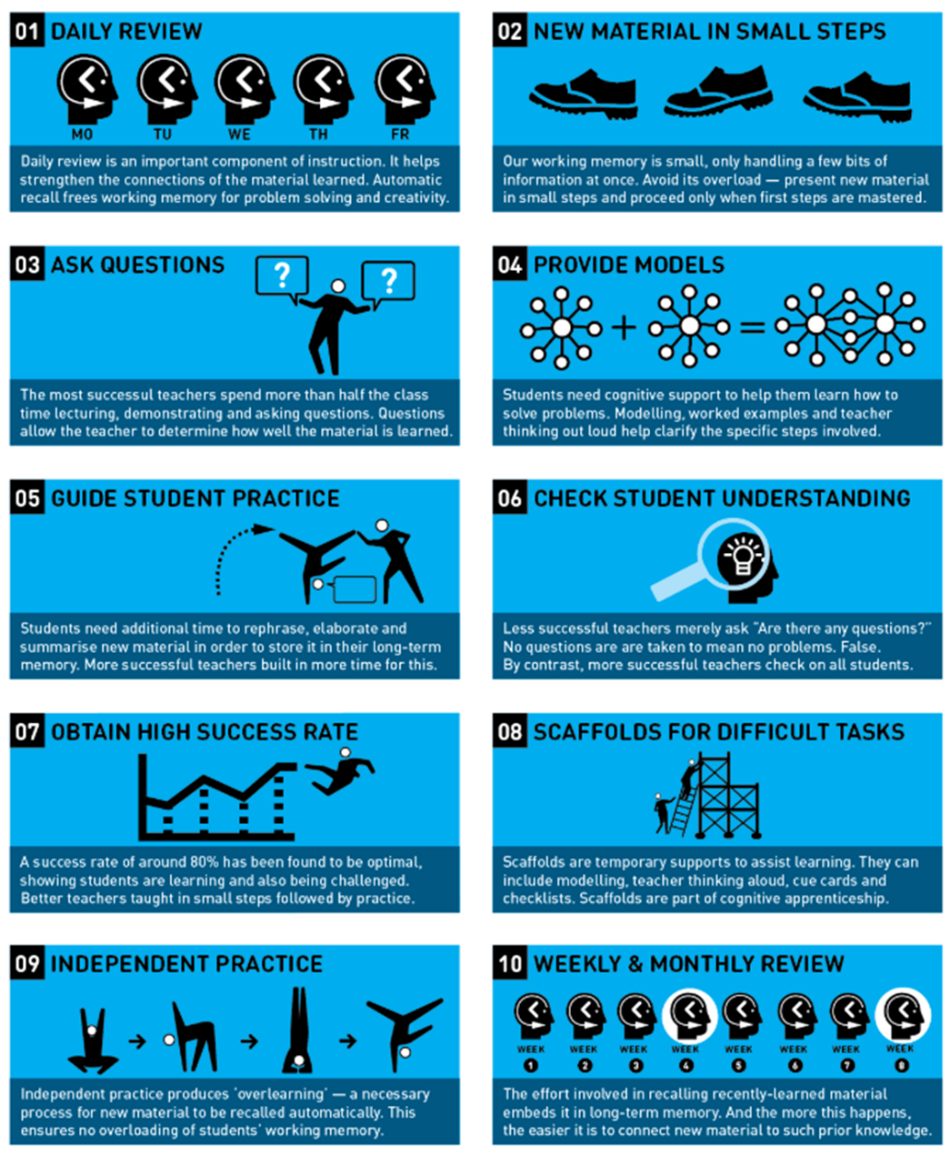 01 DAILY REVIEW
MO TU WE TH FR
Daily review is an important component of instruction. It helps
strengthen the connections of the material learned. Automatic
recall frees working memory for problem solving and creativity.
02 NEW MATERIAL IN SMALL STEPS
Our working memory is small, only handling a few bits of
information at once. Avoid its overload — present new material
in small steps and proceed only when first steps are mastered.
03 ASK QUESTIONS
? ?
The most successul teachers spend more than half the class
time lecturing, demonstrating and asking questions. Questions
allow the teacher to determine how well the material is learned.
04 PROVIDE MODELS
+ =
Students need cognitive support to help them learn how to
solve problems. Modelling, worked examples and teacher
thinking out loud help clarify the specific steps involved.
05 GUIDE STUDENT PRACTICE
Students need additional time to rephrase, elaborate and
summarise new material in order to store it in their long-term
memory. More successful teachers built in more time for this.
06 CHECK STUDENT UNDERSTANDING
Less successful teachers merely ask “Are there any questions?”
No questions are are taken to mean no problems. False.
By contrast, more successful teachers check on all students.
07 OBTAIN HIGH SUCCESS RATE
A success rate of around 80% has been found to be optimal,
showing students are learning and also being challenged.
Better teachers taught in small steps followed by practice.
08 SCAFFOLDS FOR DIFFICULT TASKS
Scaffolds are temporary supports to assist learning. They can
include modelling, teacher thinking aloud, cue cards and
checklists. Scaffolds are part of cognitive apprenticeship.
09 INDEPENDENT PRACTICE
Independent practice produces ‘overlearning’ — a necessary
process for new material to be recalled automatically. This
ensures no overloading of students’ working memory.
10 WEEKLY & MONTHLY REVIEW
WEEK WEEK WEEK WEEK WEEK WEEK WEEK WEEK
1 2 3 4 5 6 7 8
The effort involved in recalling recently-learned material
embeds it in long-term memory. And the more this happens,
the easier it is to connect new material to such prior knowledge.